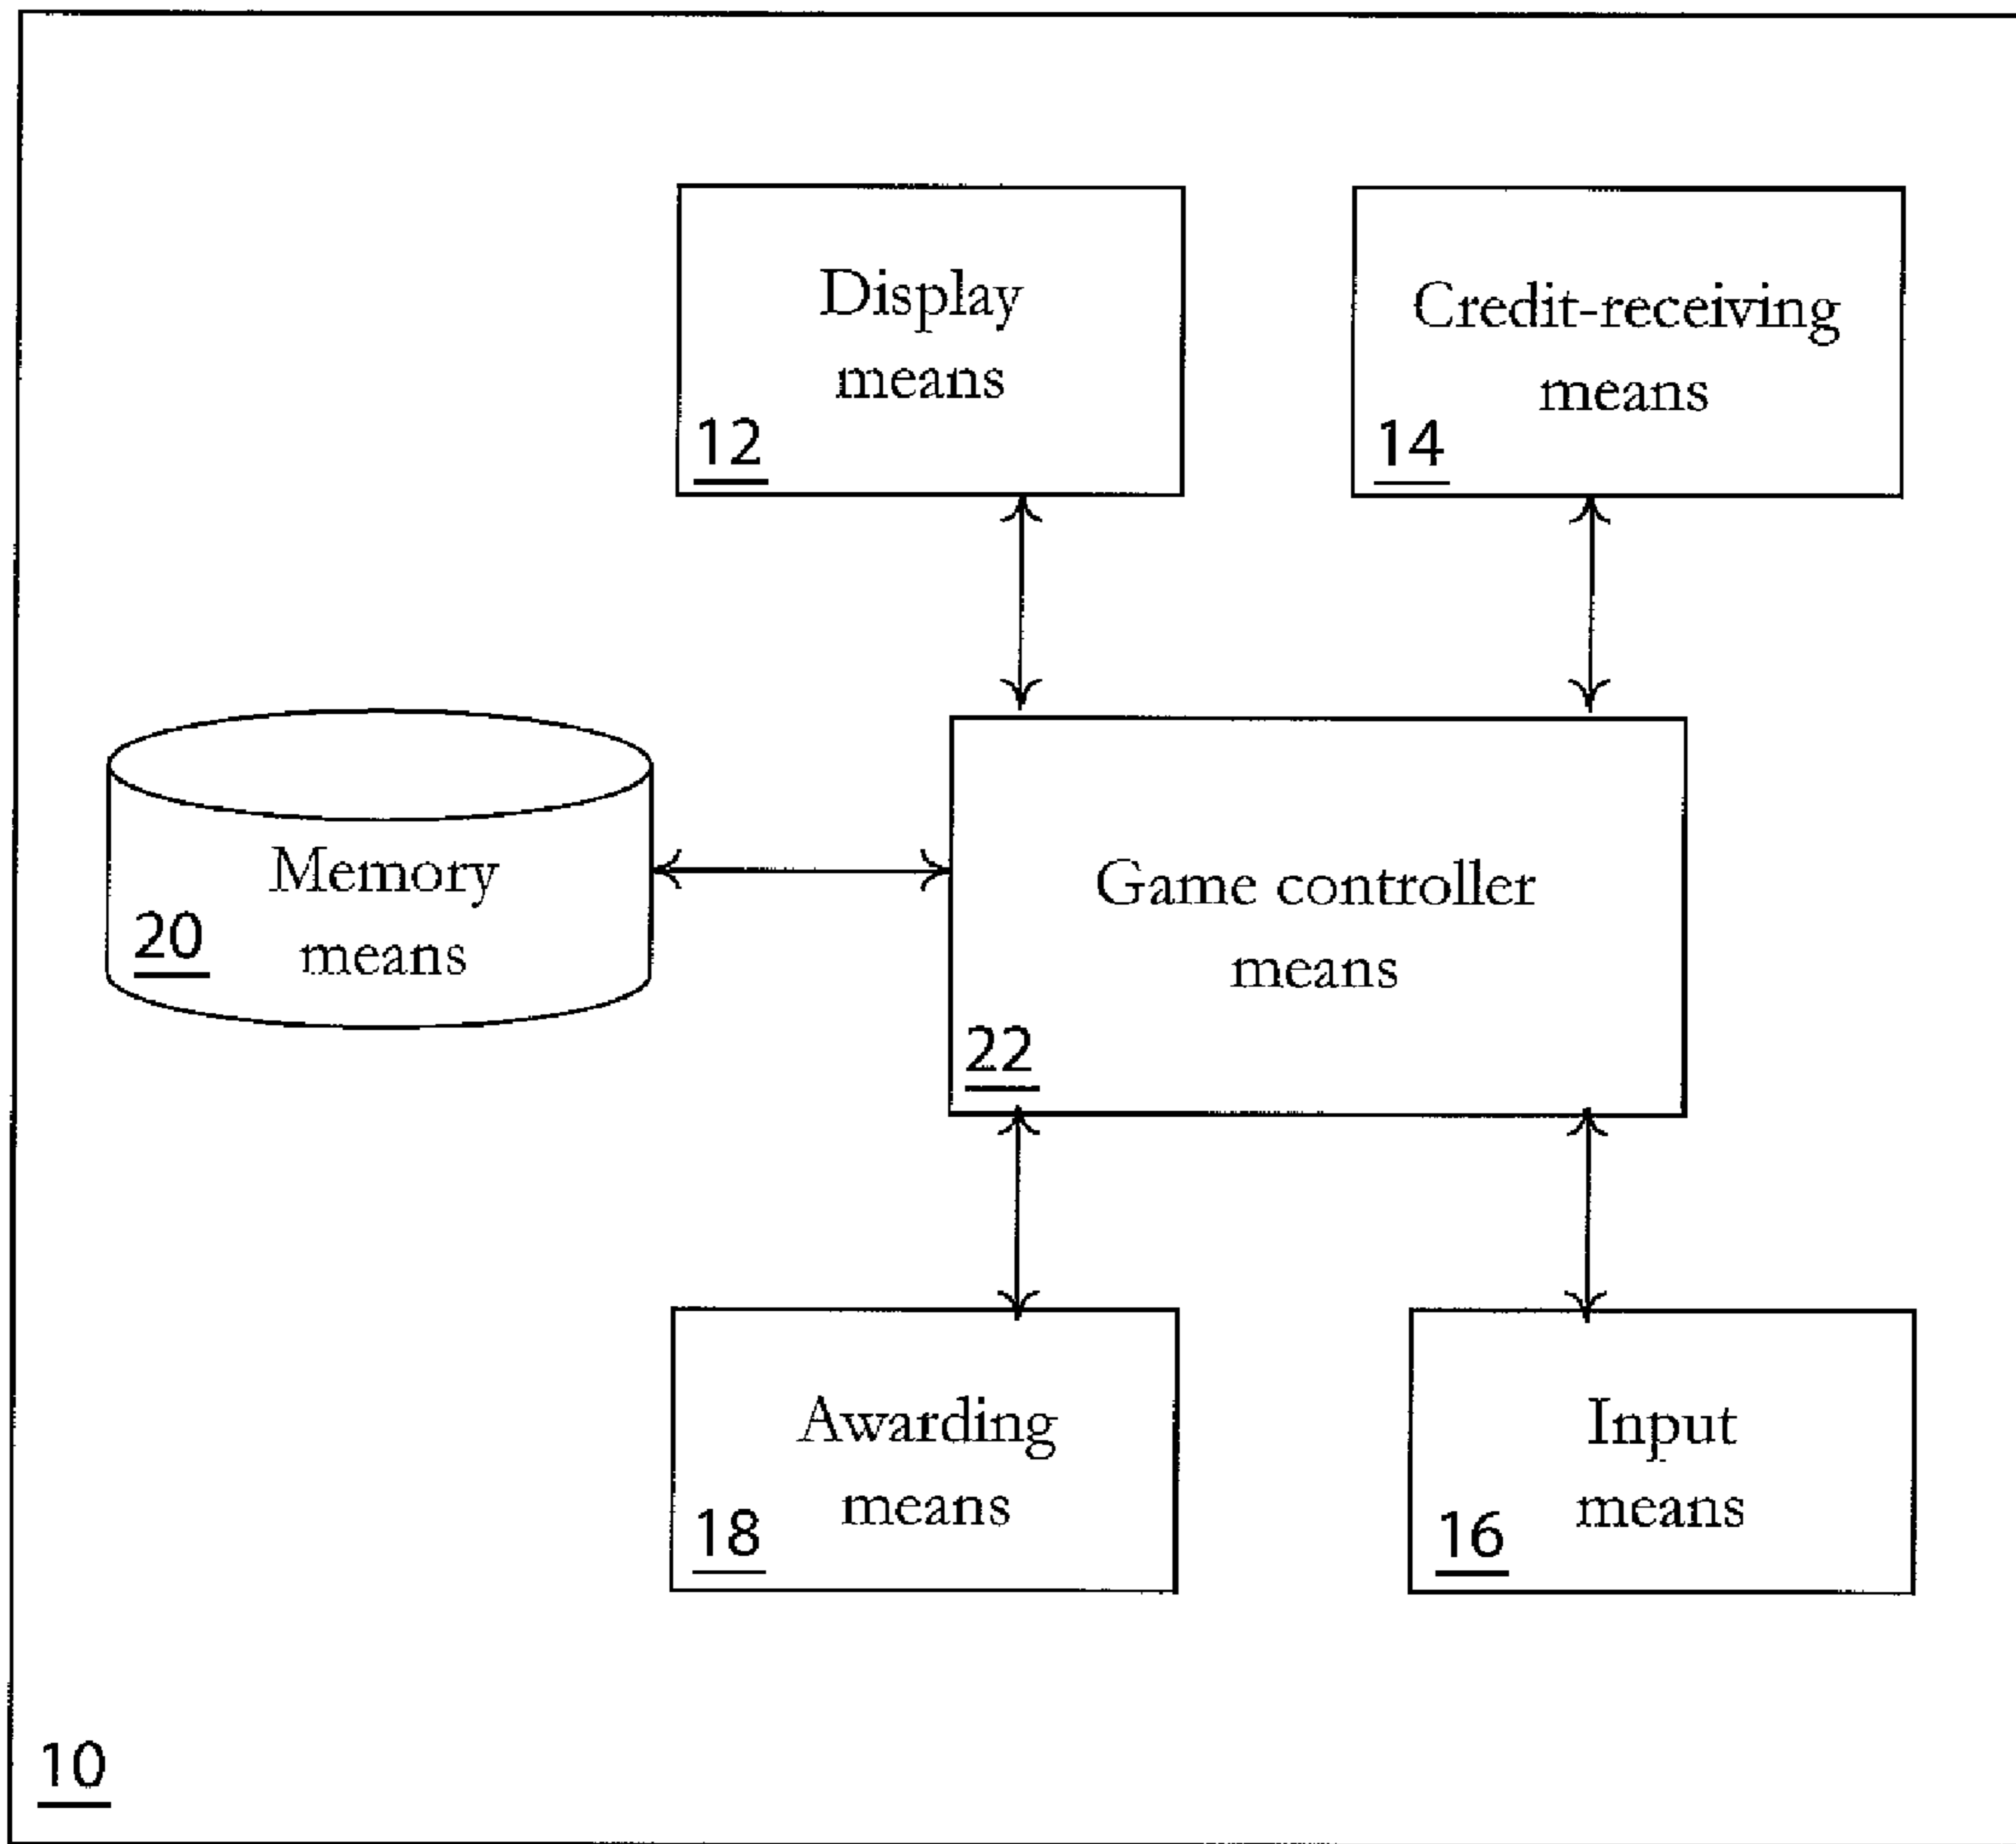 Display
means
12
Credit-receiving
means
14
Memory
means
20
Game controller
means
22
Awarding
means
18
Input
means
16
10